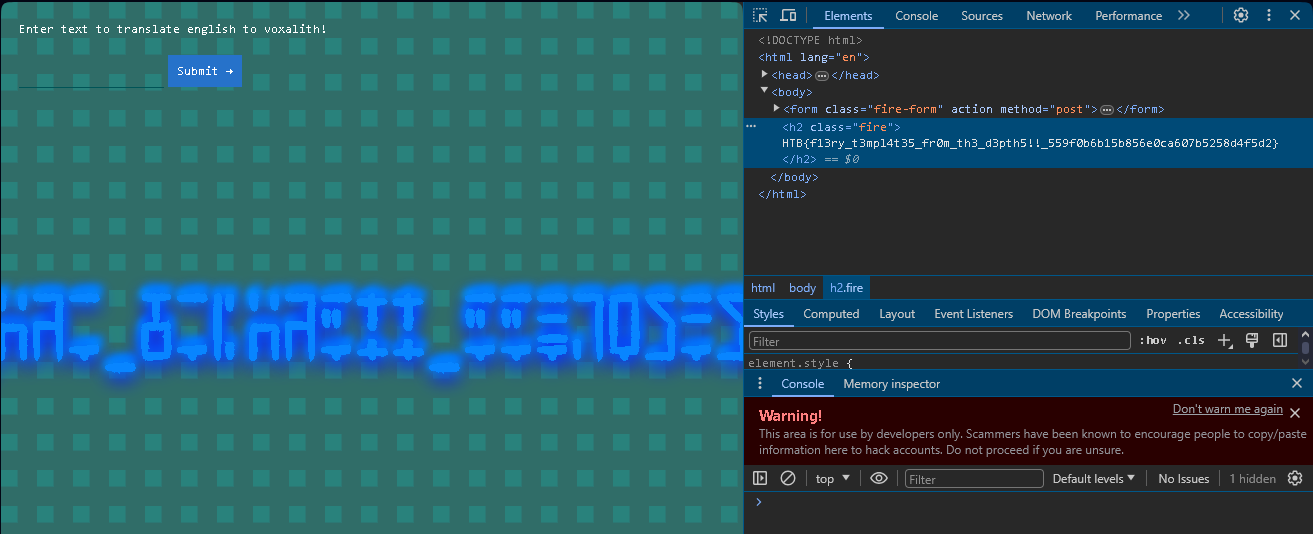 Enter text to translate english to voxalith!
Submit →
Elements Console Sources Network Performance
<!DOCTYPE html>
<html lang="en">
<head> </head>
<body>
<form class="fire-form" action method="post"> </form>
<h2 class="fire">
HTB{f13ry_t3mpl4t35_fr0m_th3_d3pth5!!_559f0b6b15b856e0ca607b5258d4f5d2}
</h2> == $0
</body>
</html>
html body h2.fire
Styles Computed Layout Event Listeners DOM Breakpoints Properties Accessibility
Filter :hov .cls
element.style {
Console Memory inspector
Warning! Don't warn me again
This area is for use by developers only. Scammers have been known to encourage people to copy/paste
information here to hack accounts. Do not proceed if you are unsure.
top Filter Default levels No Issues 1 hidden